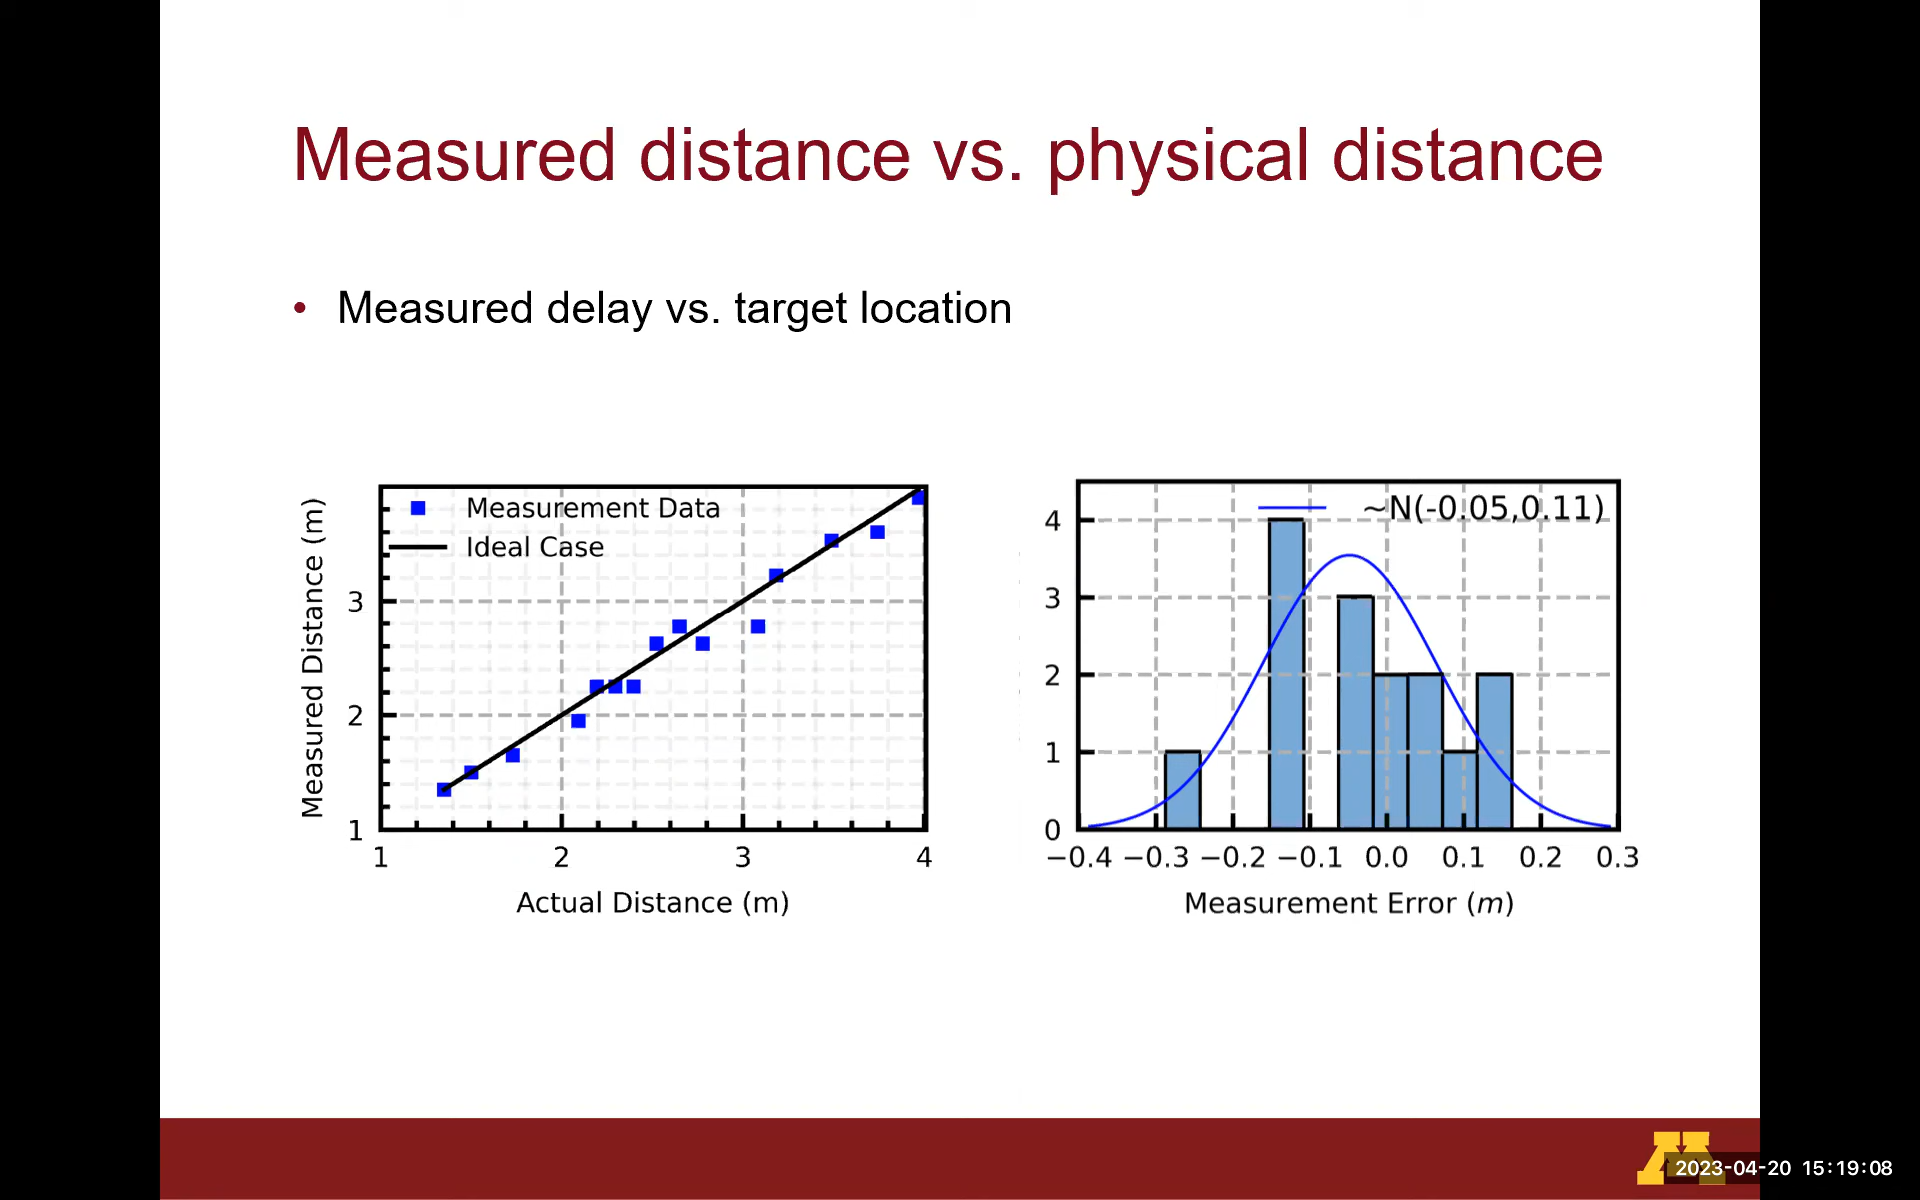 Measured distance vs. physical distance
• Measured delay vs. target location
Measurement Data
Ideal Case
Measured Distance (m)
3
2
1
1 2 3 4
Actual Distance (m)
~N(-0.05,0.11)
4
3
2
1
0
−0.4 −0.3 −0.2 −0.1 0.0 0.1 0.2 0.3
Measurement Error (m)
2023-04-20 15:19:08